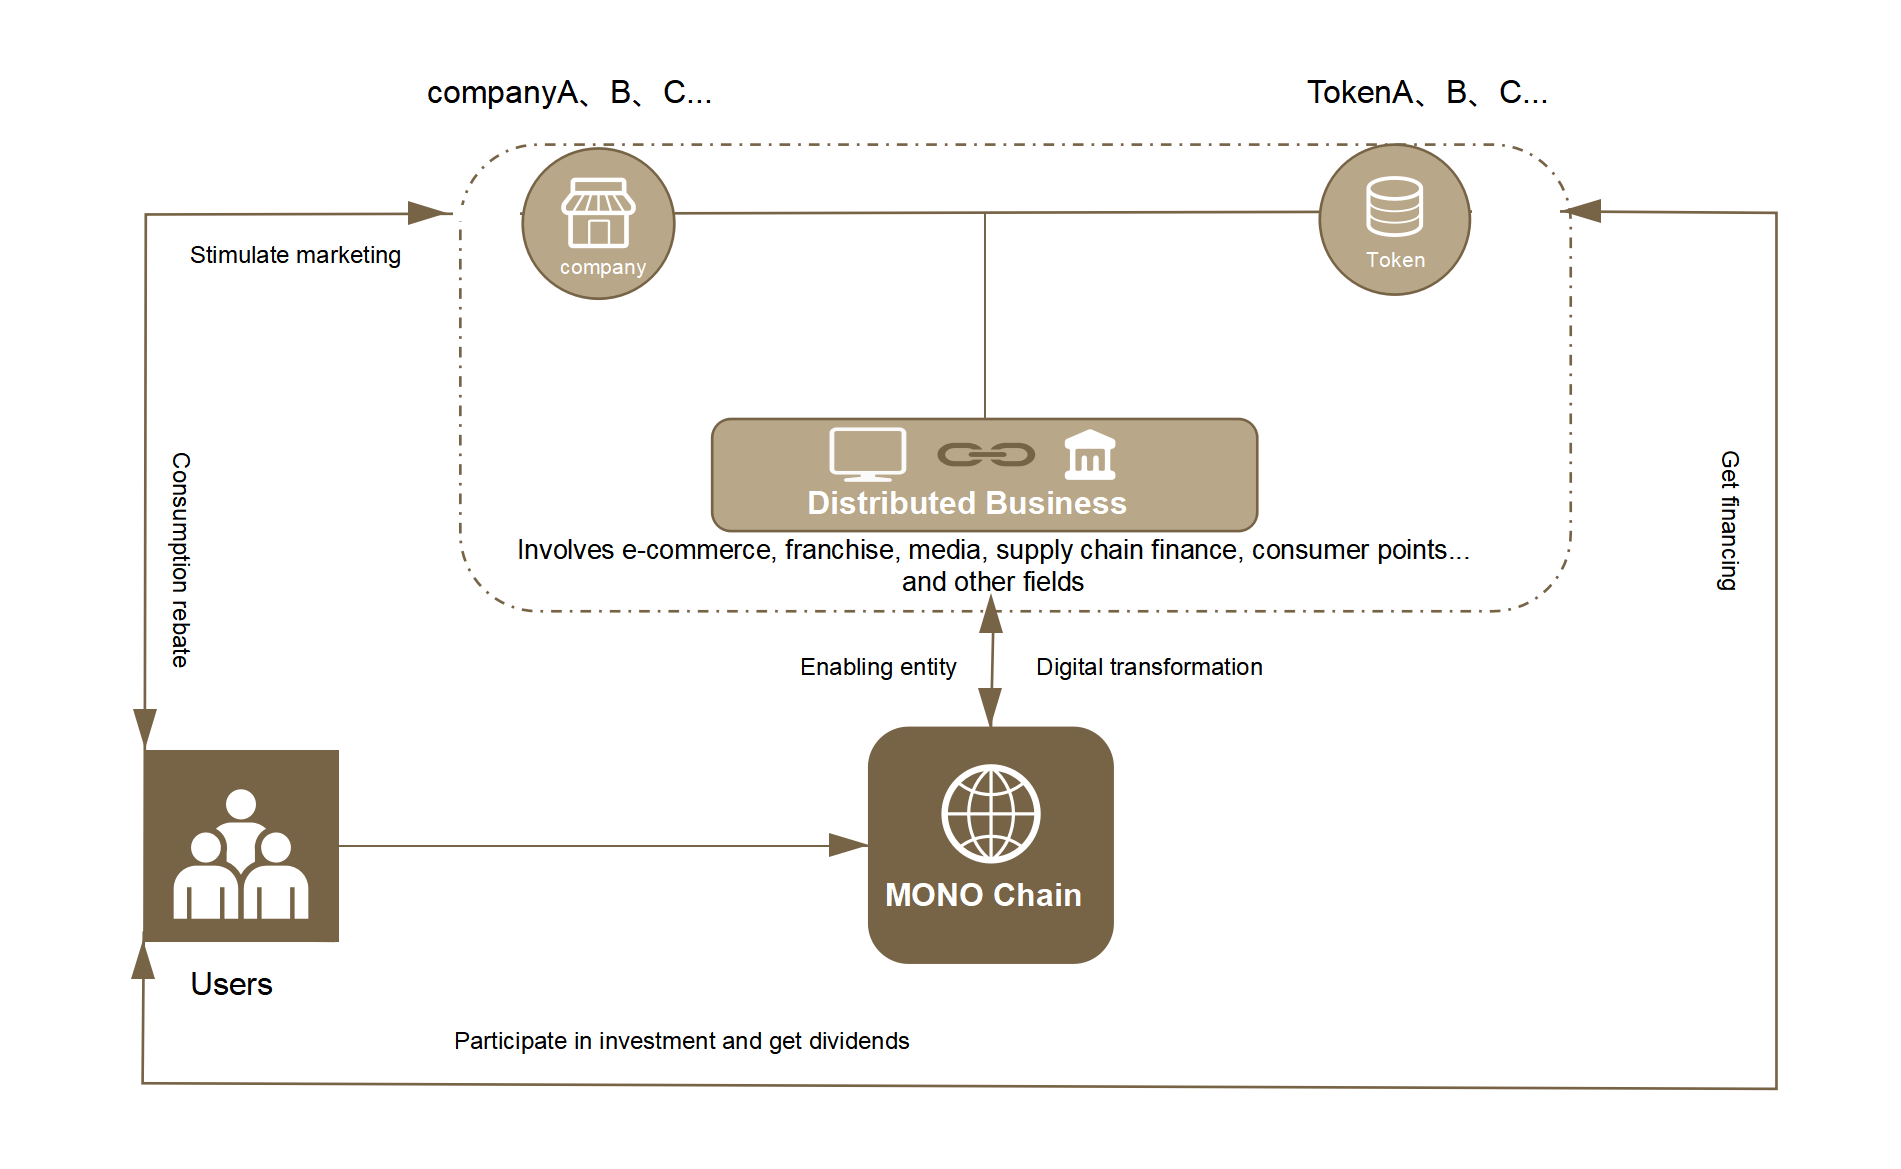 companyA、B、C...
TokenA、B、C...
company
Token
Stimulate marketing
Consumption rebate
Get financing
Distributed Business
Involves e-commerce, franchise, media, supply chain finance, consumer points...
and other fields
Enabling entity
Digital transformation
MONO Chain
Users
Participate in investment and get dividends